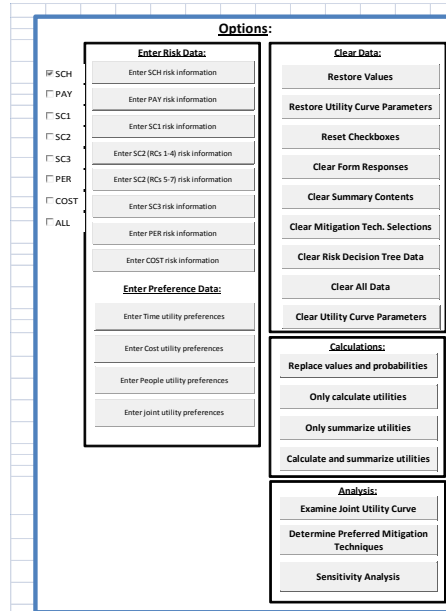 Options:
SCH
PAY
SC1
SC2
SC3
PER
COST
ALL
Enter Risk Data:
Enter SCH risk information
Enter PAY risk information
Enter SC1 risk information
Enter SC2 (RCs 1-4) risk information
Enter SC2 (RCs 5-7) risk information
Enter SC3 risk information
Enter PER risk information
Enter COST risk information
Enter Preference Data:
Enter Time utility preferences
Enter Cost utility preferences
Enter People utility preferences
Enter joint utility preferences
Clear Data:
Restore Values
Restore Utility Curve Parameters
Reset Checkboxes
Clear Form Responses
Clear Summary Contents
Clear Mitigation Tech. Selections
Clear Risk Decision Tree Data
Clear All Data
Clear Utility Curve Parameters
Calculations:
Replace values and probabilities
Only calculate utilities
Only summarize utilities
Calculate and summarize utilities
Analysis:
Examine Joint Utility Curve
Determine Preferred Mitigation
Techniques
Sensitivity Analysis